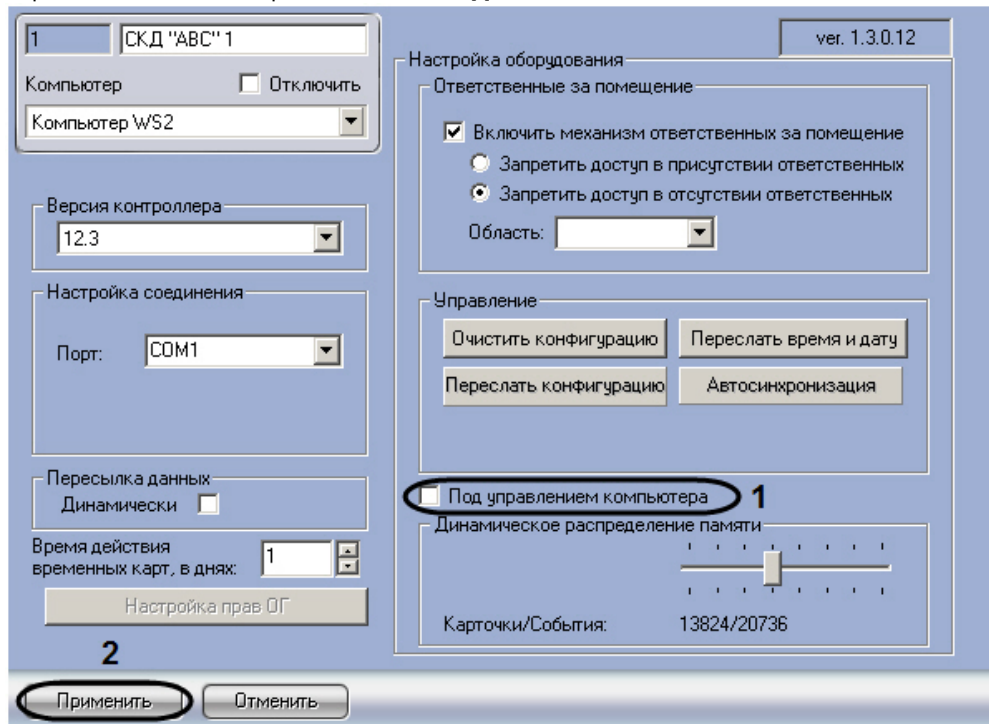 1
СКД "АВС" 1
Компьютер
Отключить
Компьютер WS2
Версия контроллера
12.3
Настройка соединения
Порт:
COM1
Пересылка данных
Динамически
Время действия
временных карт, в днях:
1
Настройка прав ОГ
ver. 1.3.0.12
Настройка оборудования
Ответственные за помещение
Включить механизм ответственных за помещение
Запретить доступ в присутствии ответственных
Запретить доступ в отсутствии ответственных
Область:
Управление
Очистить конфигурацию
Переслать время и дату
Переслать конфигурацию
Автосинхронизация
Под управлением компьютера
1
Динамическое распределение памяти
Карточки/События:
13824/20736
2
Применить
Отменить